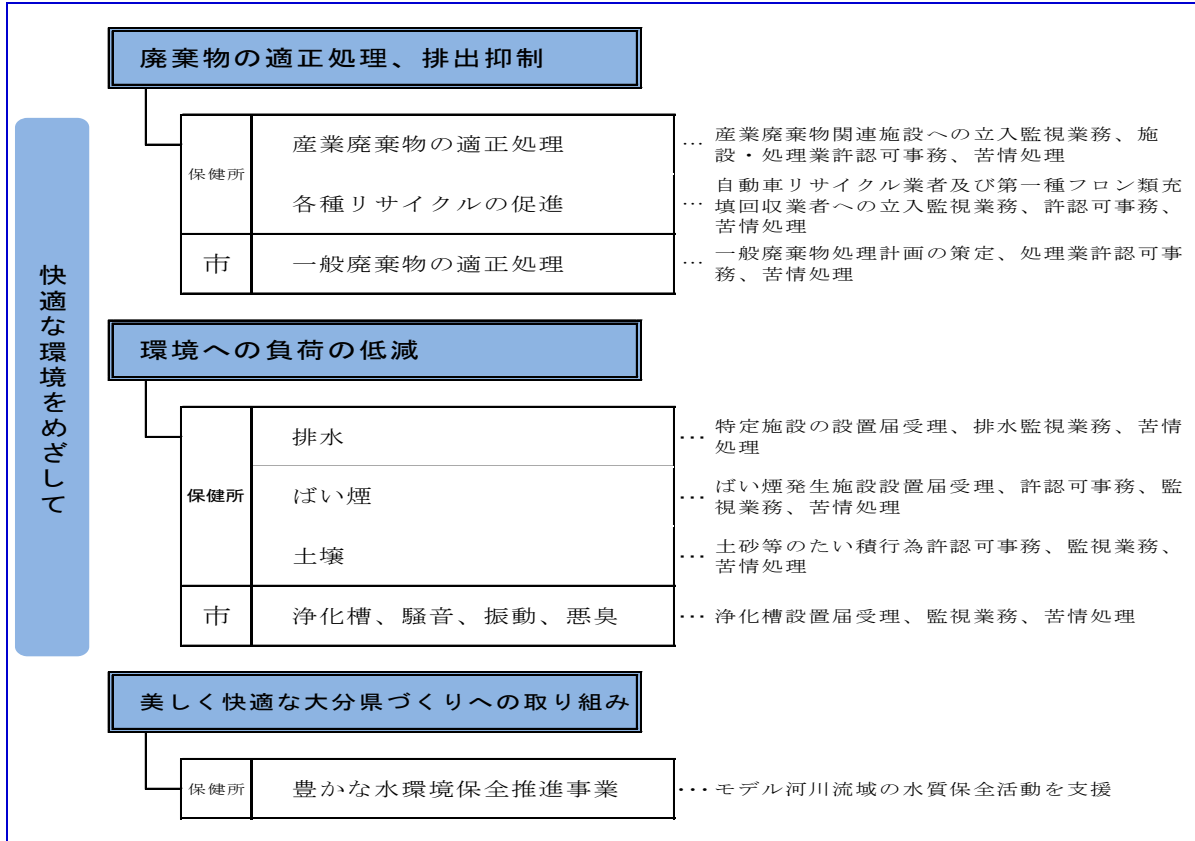 快適な環境をめざして
廃棄物の適正処理、排出抑制
保健所
産業廃棄物の適正処理
… 産業廃棄物関連施設への立入監視業務、施
設・処理業許認可事務、苦情処理
各種リサイクルの促進
… 自動車リサイクル業者及び第一種フロン類充
填回収業者への立入監視業務、許認可事務、
苦情処理
市
一般廃棄物の適正処理
… 一般廃棄物処理計画の策定、処理業許認可事
務、苦情処理
環境への負荷の低減
保健所
排水
… 特定施設の設置届受理、排水監視業務、苦情
処理
ばい煙
… ばい煙発生施設設置届受理、許認可事務、監
視業務、苦情処理
土壌
… 土砂等のたい積行為許認可事務、監視業務、
苦情処理
市
浄化槽、騒音、振動、悪臭
… 浄化槽設置届受理、監視業務、苦情処理
美しく快適な大分県づくりへの取り組み
保健所
豊かな水環境保全推進事業
… モデル河川流域の水質保全活動を支援